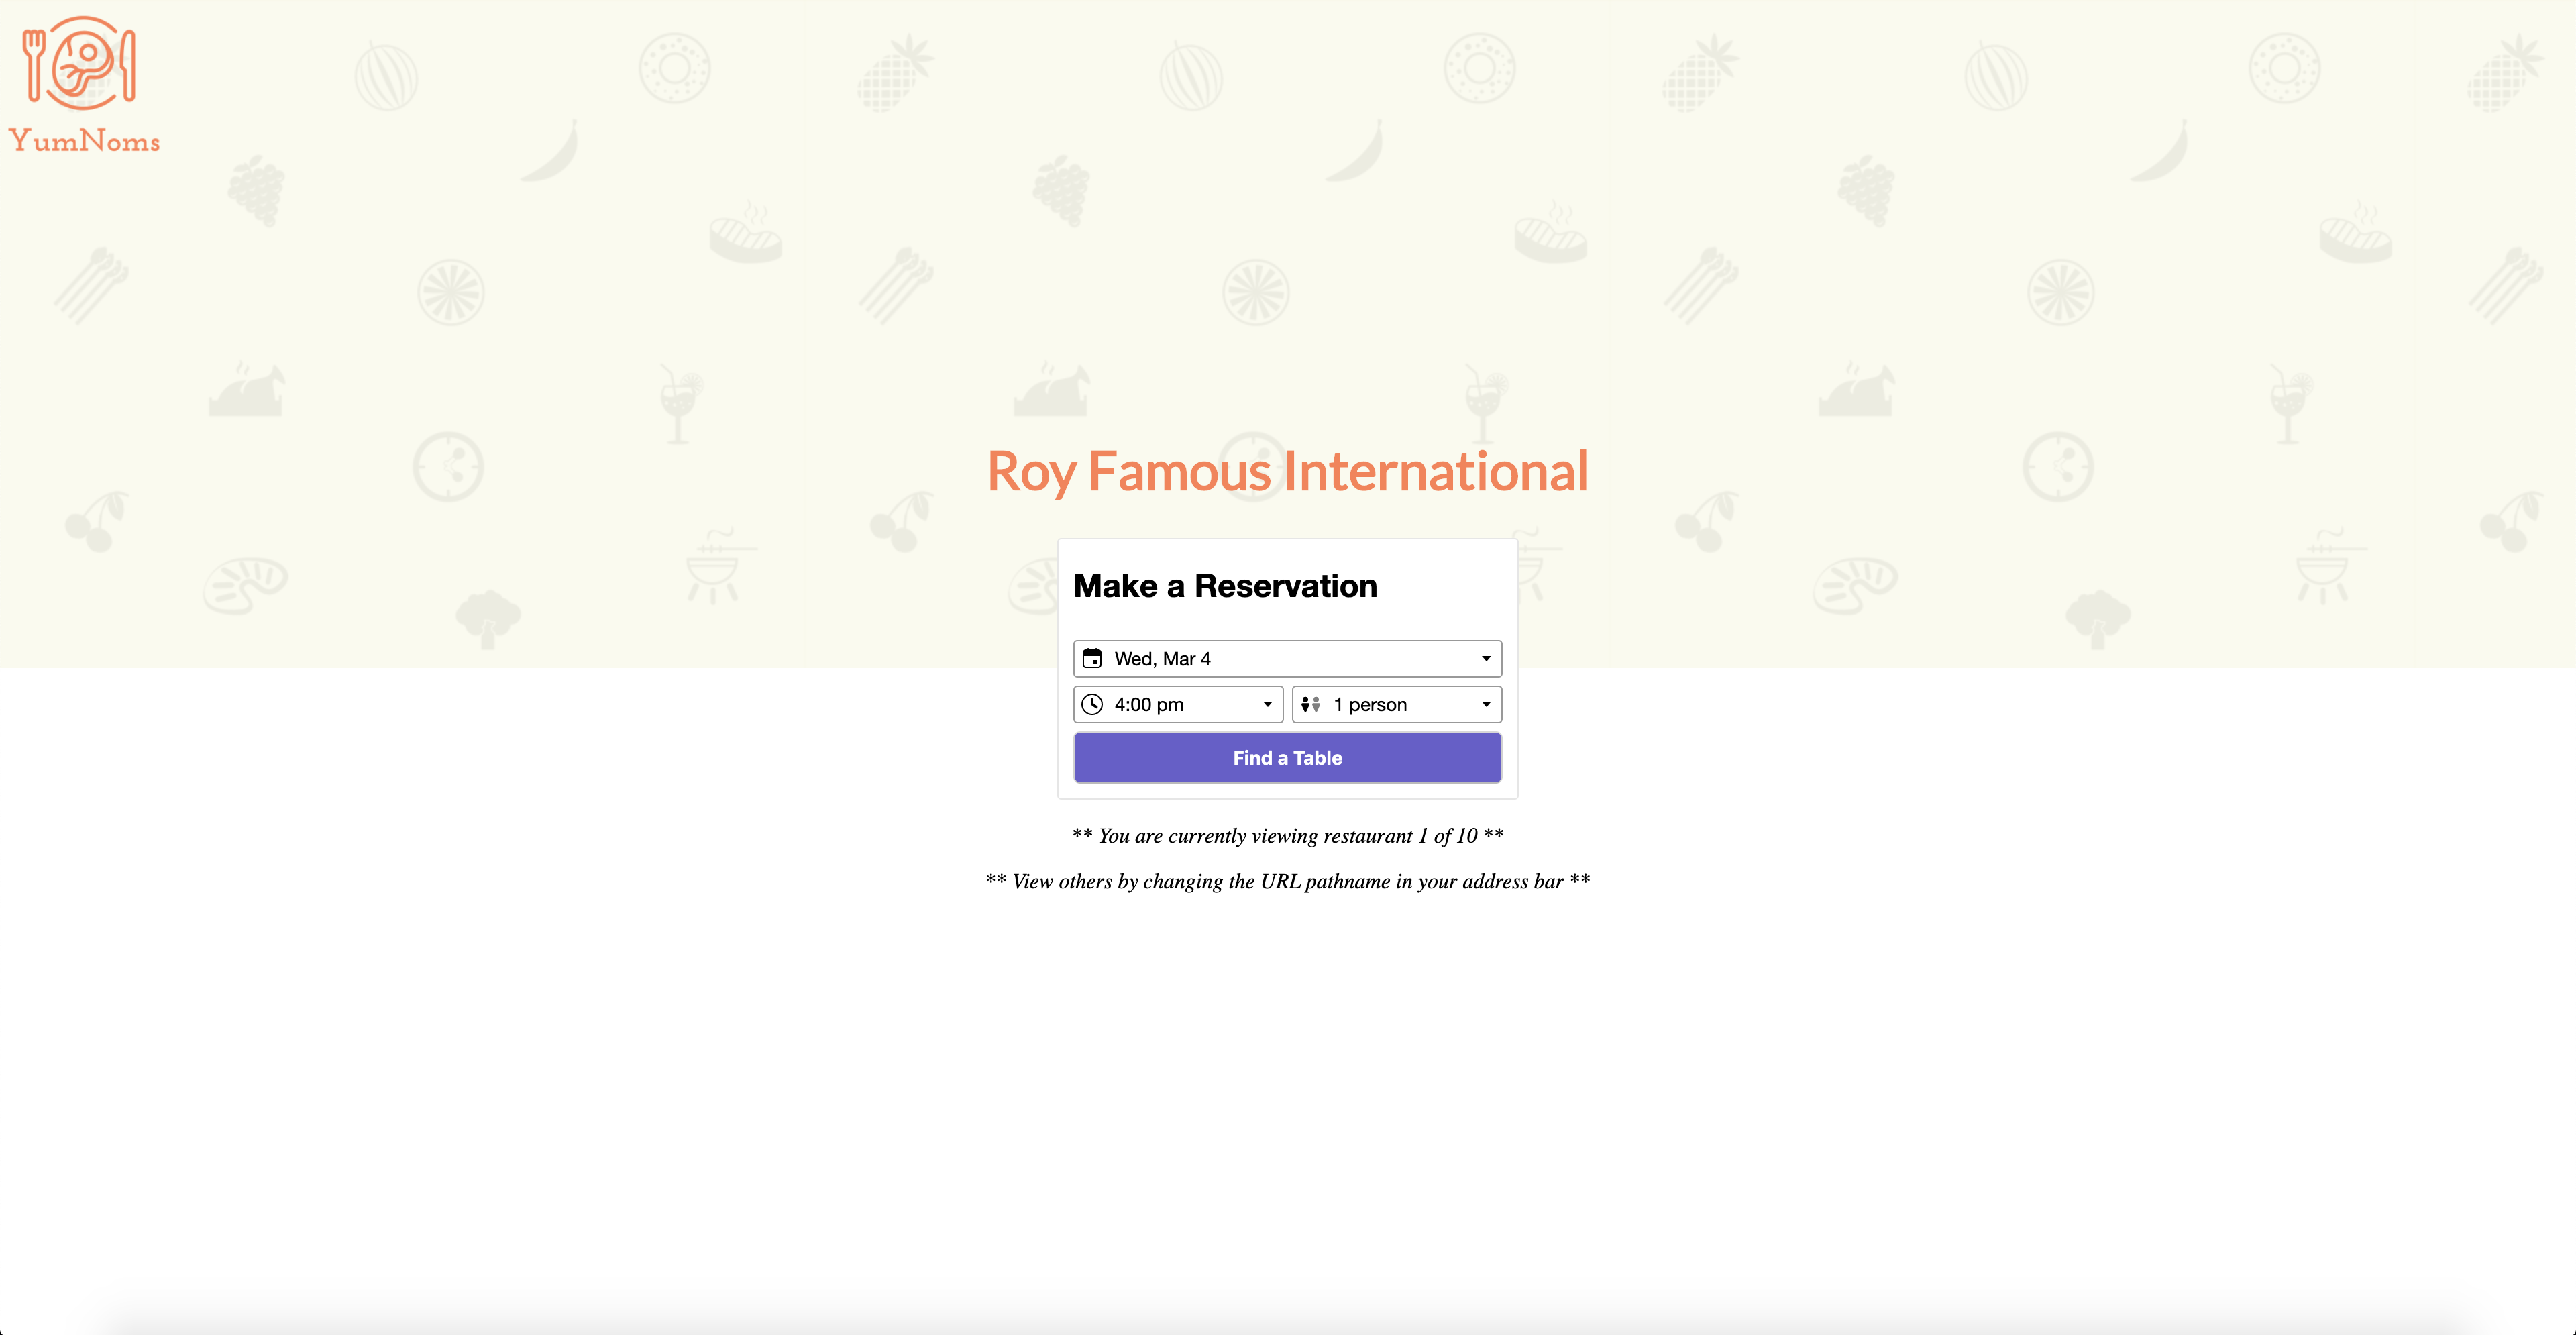 YumNoms
Roy Famous International
Make a Reservation
Wed, Mar 4
4:00 pm
1 person
Find a Table
** You are currently viewing restaurant 1 of 10 **
** View others by changing the URL pathname in your address bar **